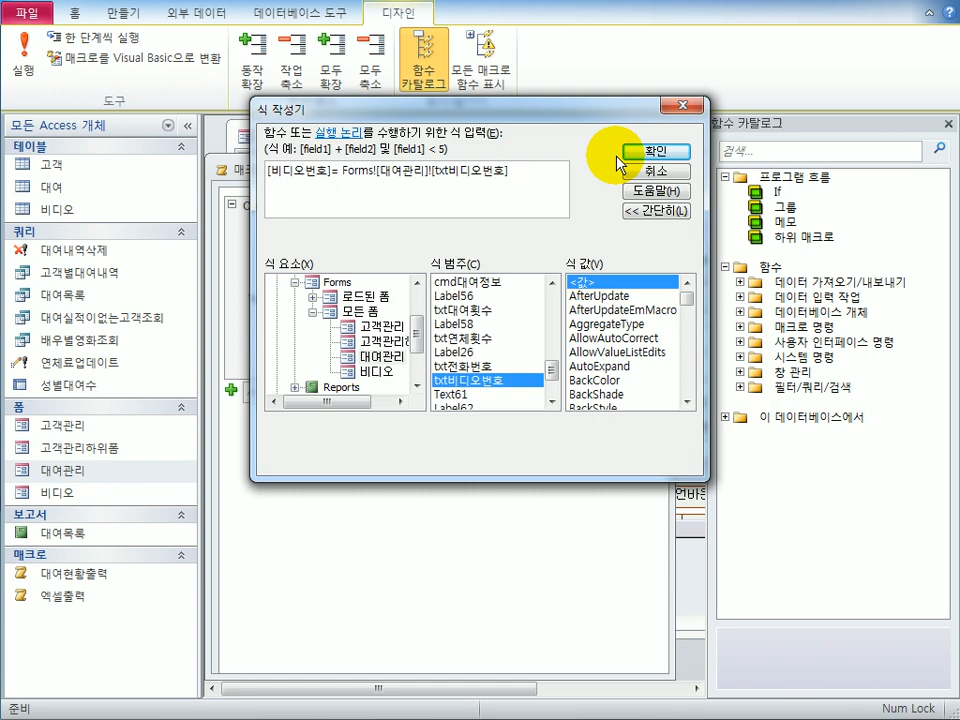 파일 홈 만들기 외부 데이터 데이터베이스 도구 디자인
한 단계씩 실행
매크로를 Visual Basic으로 변환
실행
도구
동작 확장
작업 축소
모두 확장
모두 축소
함수 카탈로그
모든 매크로 함수 표시
모든 Access 개체
테이블
고객
대여
비디오
쿼리
대여내역삭제
고객별대여내역
대여목록
대여실적이없는고객조회
배우별영화조회
연체료업데이트
성별대여수
폼
고객관리
고객관리하위폼
대여관리
비디오
보고서
대여목록
매크로
대여현황출력
엑셀출력
식 작성기
함수 또는 실행 논리를 수행하기 위한 식 입력(E):
(식 예: [field1] + [field2] 및 [field1] < 5)
[비디오번호]= Forms![대여관리]![txt비디오번호]
확인
취소
도움말(H)
<< 간단히(L)
식 요소(X)
Forms
로드된 폼
모든 폼
고객관리
고객관리
대여관리
비디오
Reports
식 범주(C)
cmd대여정보
Label56
txt대여횟수
Label58
txt연체횟수
Label26
txt전화번호
txt비디오번호
Text61
Label62
식 값(V)
<값>
AfterUpdate
AfterUpdateEmMacro
AggregateType
AllowAutoCorrect
AllowValueListEdits
AutoExpand
BackColor
BackShade
BackStyle
함수 카탈로그
검색...
프로그램 흐름
If
그룹
메모
하위 매크로
함수
데이터 가져오기/내보내기
데이터 입력 작업
데이터베이스 개체
매크로 명령
사용자 인터페이스 명령
시스템 명령
창 관리
필터/쿼리/검색
이 데이터베이스에서
준비
Num Lock